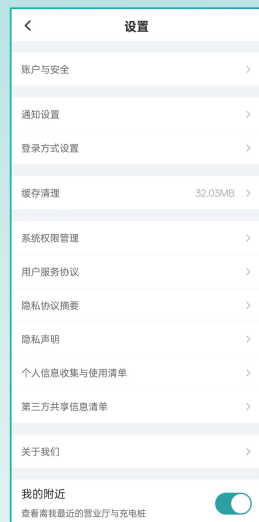 设置
账户与安全
通知设置
登录方式设置
缓存清理 32.03MB
系统权限管理
用户服务协议
隐私协议摘要
隐私声明
个人信息收集与使用清单
第三方共享信息清单
关于我们
我的附近
查看离我最近的营业厅与充电桩